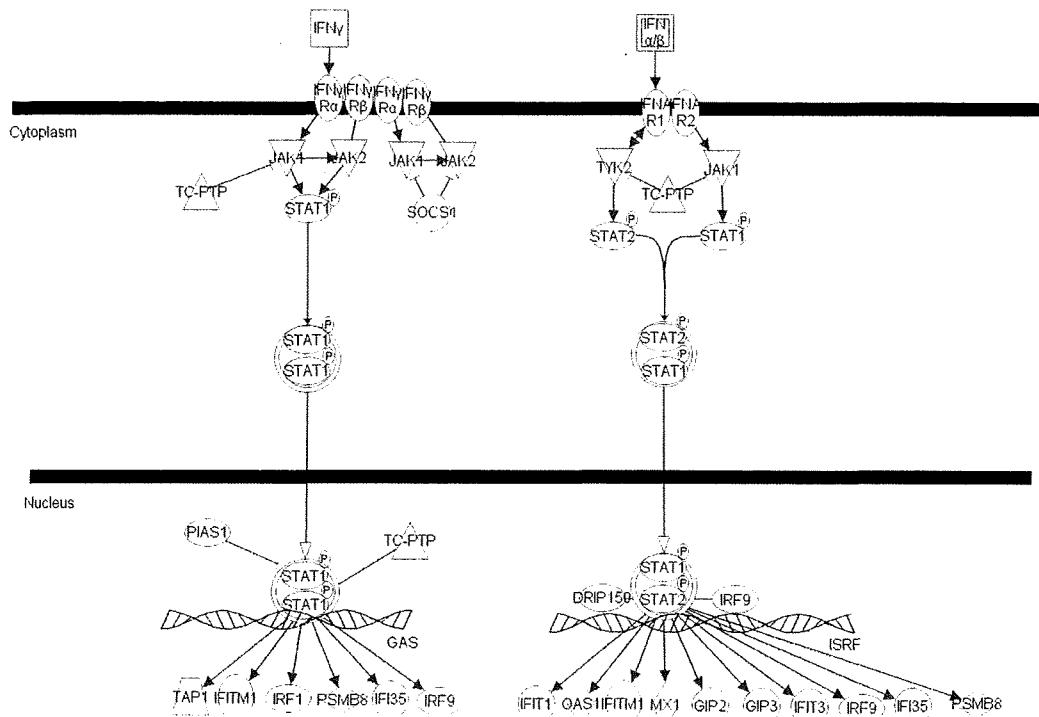 IFNγ
IFN
α/β
IFNγ IFNγ IFNγ IFNγ
Rα Rβ Rα Rβ
IFNA IFNA
R1 R2
Cytoplasm
JAK1 JAK2 JAK1 JAK2
TYK2 JAK1
TC-PTP
TC-PTP
P
STAT1
SOCS1
P P
STAT2 STAT1
P
STAT1
P
STAT1
P
STAT2
P
STAT1
Nucleus
PIAS1
TC-PTP
P
STAT1
P
STAT1
P
STAT1
P
DRIP150 STAT2 IRF9
GAS
ISRF
TAP1 IFITM1 IRF1 PSMB8 IFI35 IRF9
IFIT1 OAS1 IFITM1 MX1 GIP2 GIP3 IFIT3 IRF9 IFI35 PSMB8